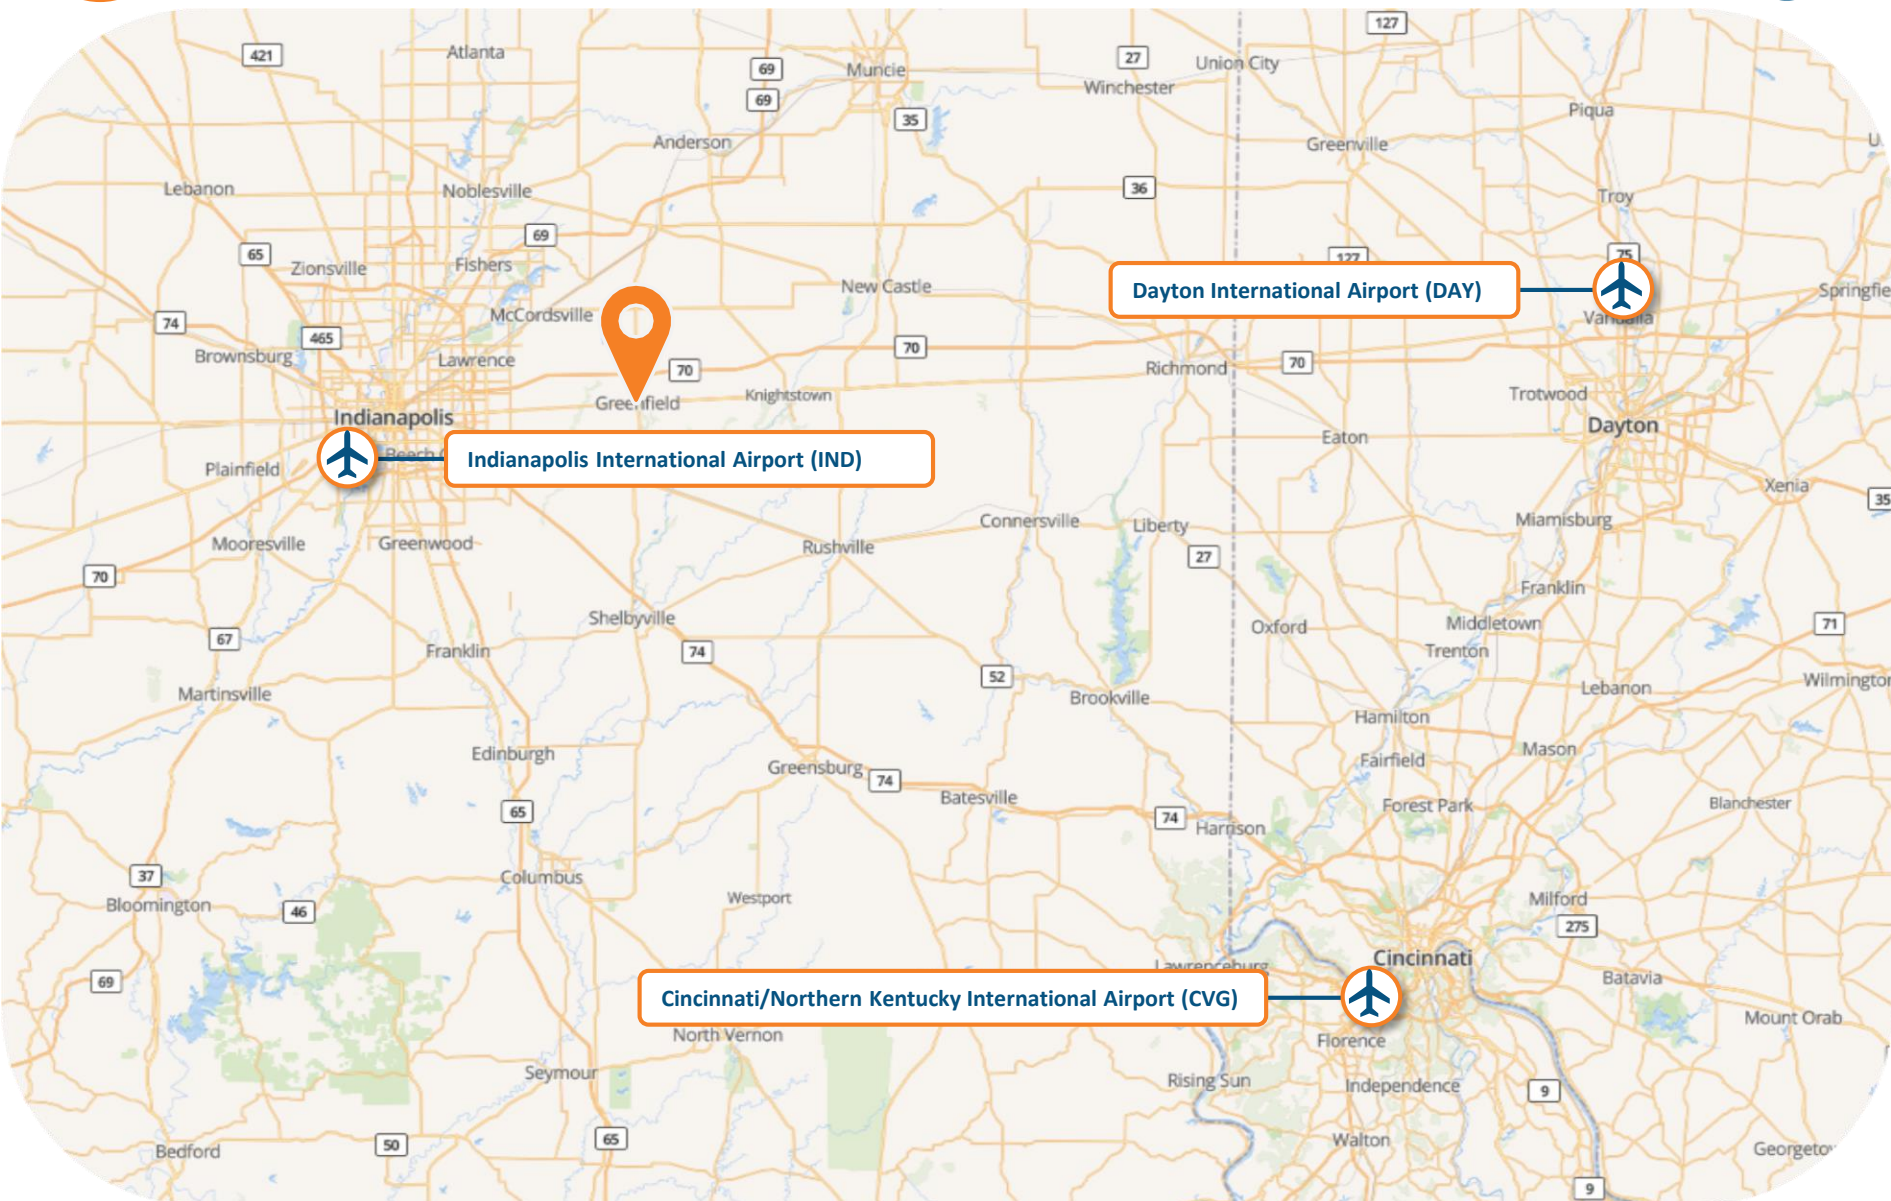 127
421
Atlanta
69
Muncie
27
Union City
Winchester
69
35
Piqua
Anderson
Greenville
Lebanon
Noblesville
36
Troy
69
65
Zionsville
Fishers
127
75
New Castle
Dayton International Airport (DAY)
Springfie
McCordsville
Vandalia
74
465
Brownsburg
Lawrence
70
70
Richmond
70
Greenfield
Knightstown
Trotwood
Indianapolis
Dayton
Eaton
Beech G
Indianapolis International Airport (IND)
Plainfield
Xenia
35
Connersville
Liberty
Miamisburg
Mooresville
Greenwood
Rushville
27
70
Franklin
Shelbyville
Oxford
Middletown
71
67
Franklin
74
Trenton
52
Martinsville
Brookville
Lebanon
Wilmington
Hamilton
Edinburgh
Mason
Fairfield
Greensburg
74
Batesville
65
74
Harrison
Forest Park
Blanchester
37
Columbus
Bloomington
46
Westport
Milford
275
Cincinnati
Lawrenceburg
69
Batavia
Cincinnati/Northern Kentucky International Airport (CVG)
Mount Orab
North Vernon
Florence
Seymour
Rising Sun
Independence
9
50
65
Walton
Bedford
Georgetow
9